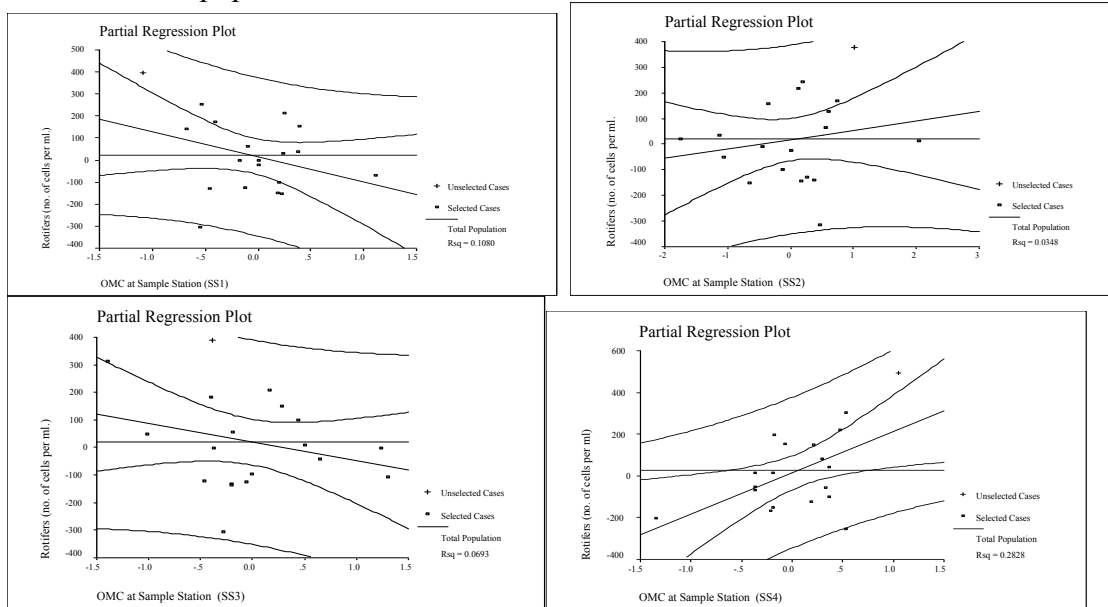 Partial Regression Plot
500
400
300
200
100
0
-100
-200
-300
-400
-1.5
-1.0
-.5
0.0
.5
1.0
1.5
Rotifers (no. of cells per ml.)
OMC at Sample Station (SS1)
Unselected Cases
Selected Cases
Total Population
Rsq = 0.1080
Partial Regression Plot
400
300
200
100
0
-100
-200
-300
-400
-2
-1
0
1
2
3
Rotifers (no. of cells per ml.
OMC at Sample Station (SS2)
Unselected Cases
Selected Cases
Total Population
Rsq = 0.0348
Partial Regression Plot
400
300
200
100
0
-100
-200
-300
-400
-1.5
-1.0
-.5
0.0
.5
1.0
1.5
Rotifers (no. of cells per ml.)
OMC at Sample Station (SS3)
Unselected Cases
Selected Cases
Total Population
Rsq = 0.0693
Partial Regression Plot
600
400
200
0
-200
-400
-1.5
-1.0
-.5
0.0
.5
1.0
1.5
Rotifers (no. of cells per ml.)
OMC at Sample Station (SS4)
Unselected Cases
Selected Cases
Total Population
Rsq = 0.2828